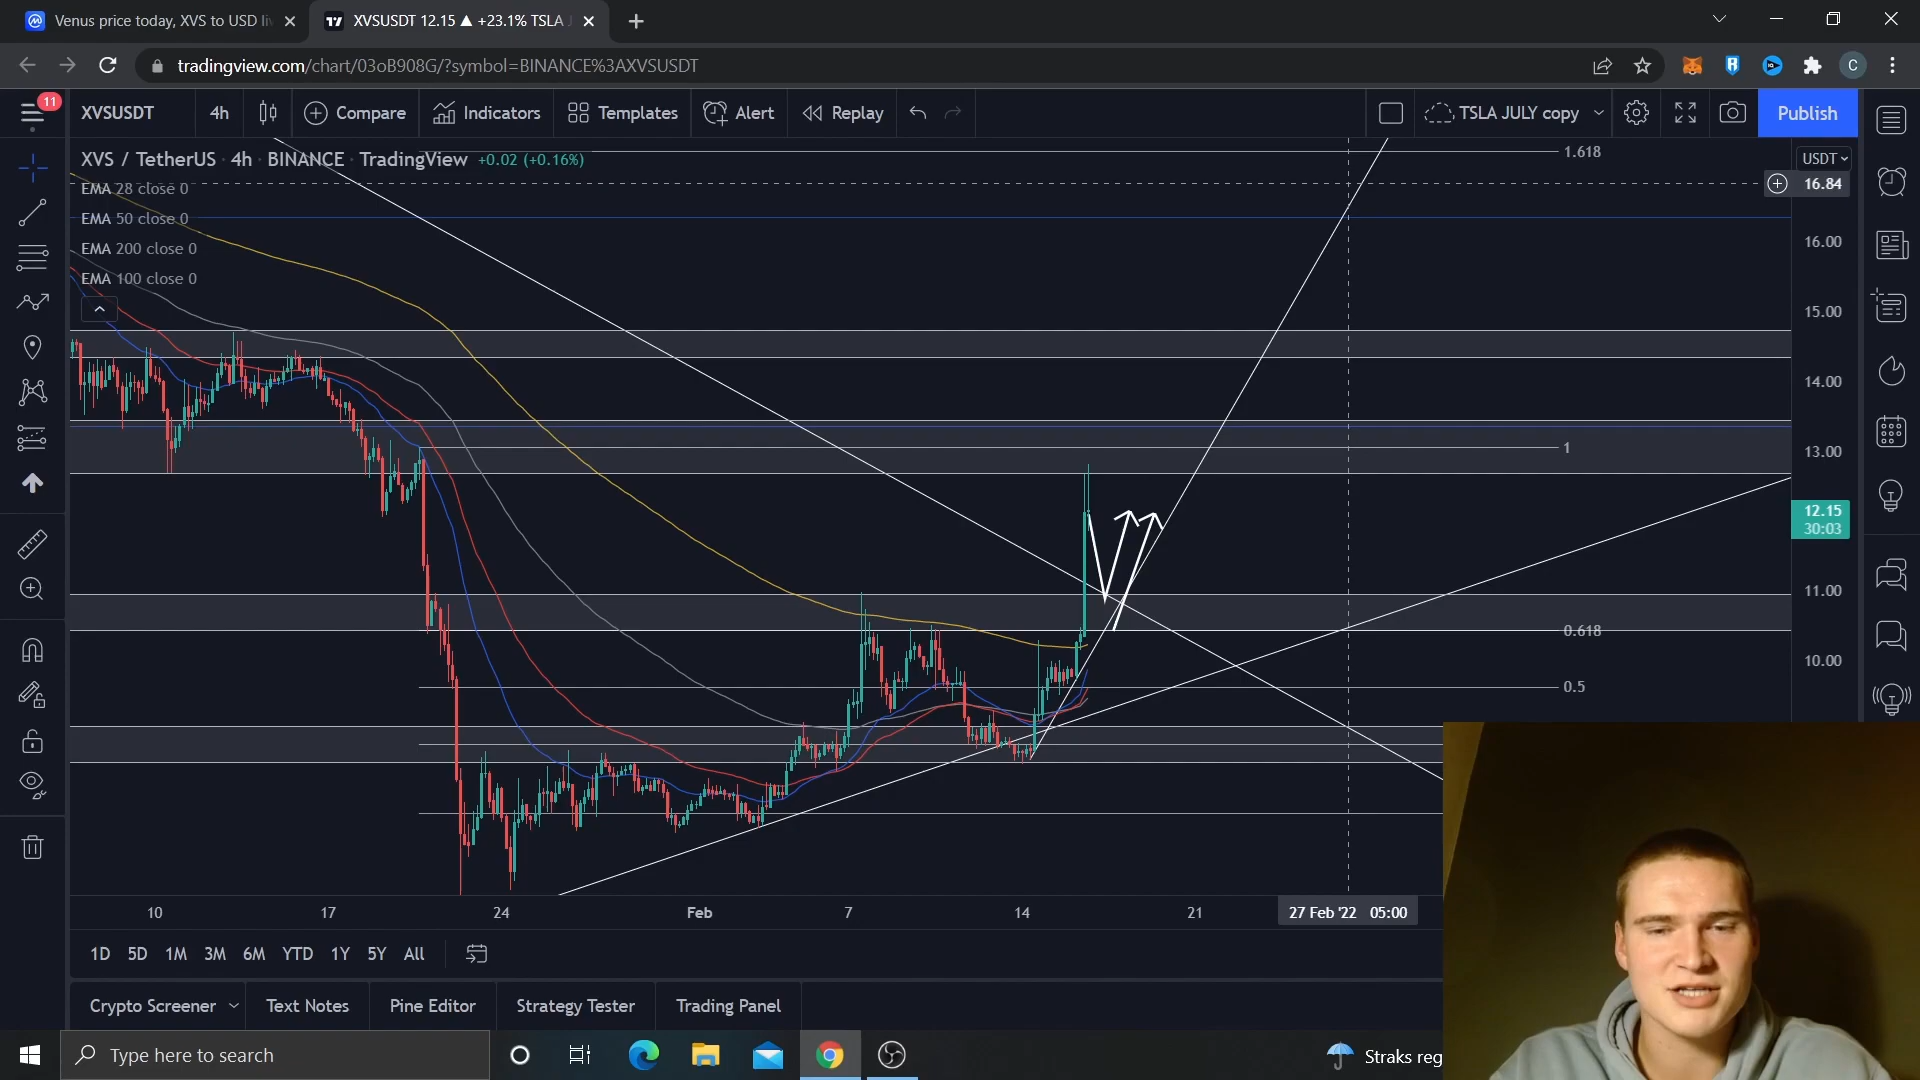 Venus price today, XVS to USD li
XVSUSDT 12.15 ▲ +23.1% TSLA J
tradingview.com/chart/03oB908G/?symbol=BINANCE%3AXVSUSDT
C
11
XVSUSDT
4h
Compare
Indicators
Templates
Alert
Replay
TSLA JULY copy
Publish
XVS / TetherUS · 4h · BINANCE · TradingView +0.02 (+0.16%)
EMA 28 close 0
EMA 50 close 0
EMA 200 close 0
EMA 100 close 0
1.618
1
0.618
0.5
USDT
16.84
16.00
15.00
14.00
13.00
12.15
30:03
11.00
10.00
10
17
24
Feb
7
14
21
27 Feb '22 05:00
1D 5D 1M 3M 6M YTD 1Y 5Y All
Crypto Screener
Text Notes
Pine Editor
Strategy Tester
Trading Panel
Type here to search
Straks reg